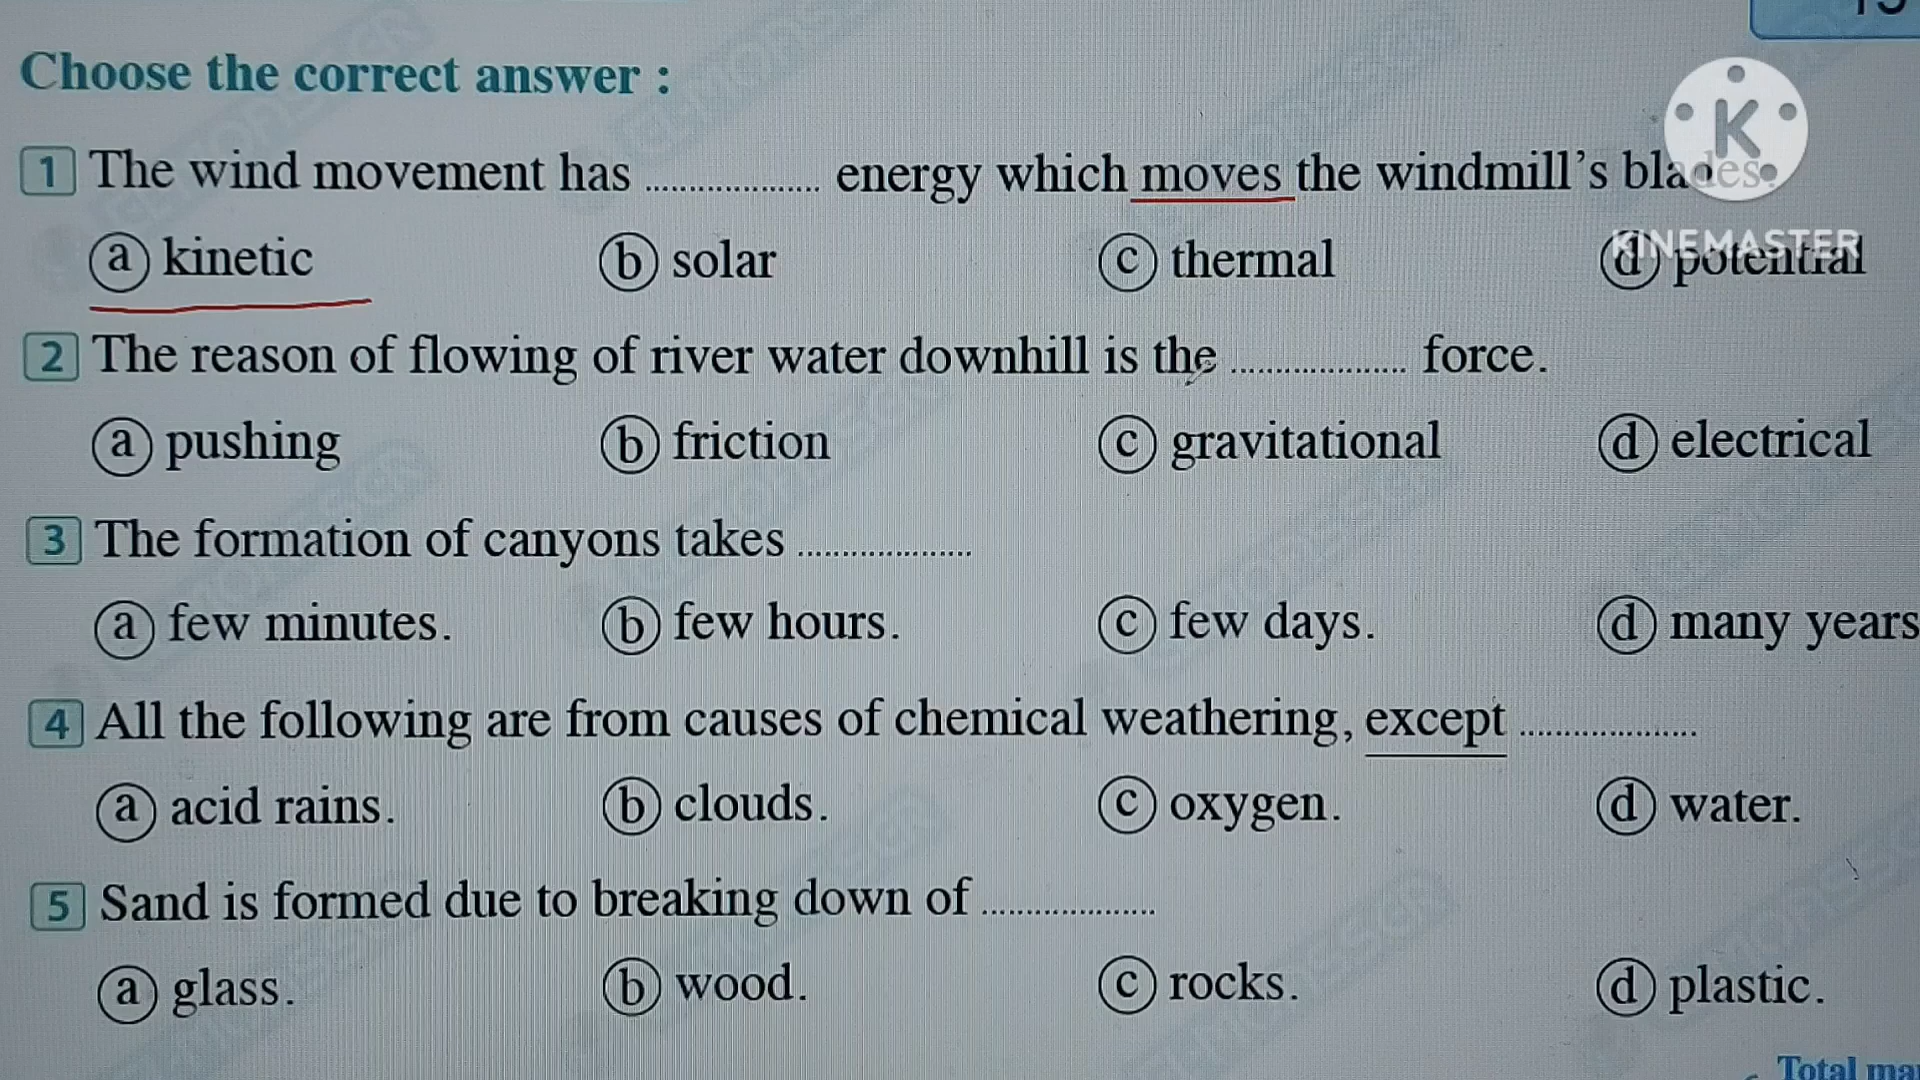 Choose the correct answer :
1 The wind movement has .................... energy which moves the windmill's blades.
a kinetic b solar c thermal d potential
K
KINEMASTER
2 The reason of flowing of river water downhill is the .................... force.
a pushing b friction c gravitational d electrical
3 The formation of canyons takes ....................
a few minutes. b few hours. c few days. d many years
4 All the following are from causes of chemical weathering, except ....................
a acid rains. b clouds. c oxygen. d water.
5 Sand is formed due to breaking down of ....................
a glass. b wood. c rocks. d plastic.
Total